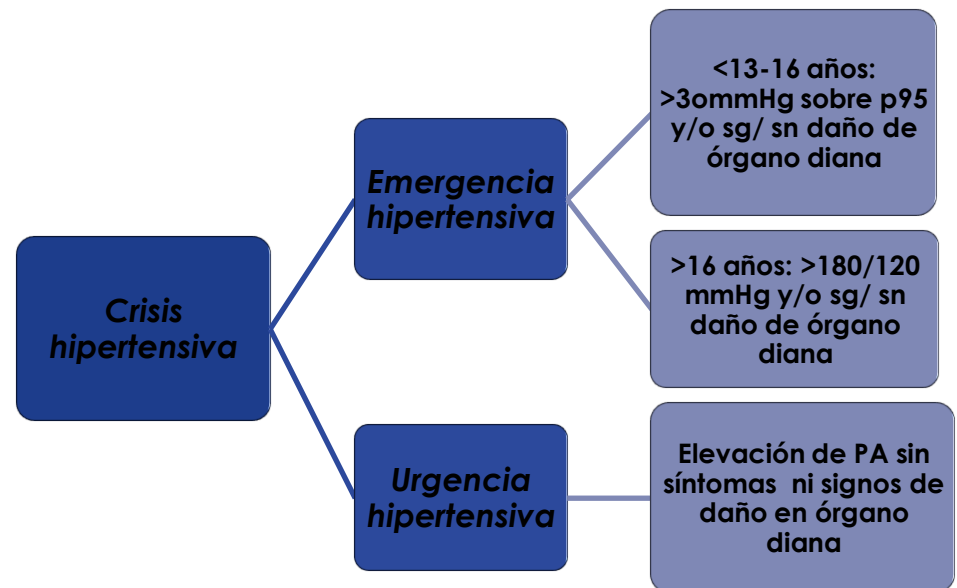 Crisis
hipertensiva
Emergencia
hipertensiva
<13-16 años:
>3ommHg sobre p95
y/o sg/ sn daño de
órgano diana
>16 años: >180/120
mmHg y/o sg/ sn
daño de órgano
diana
Urgencia
hipertensiva
Elevación de PA sin
síntomas ni signos de
daño en órgano
diana